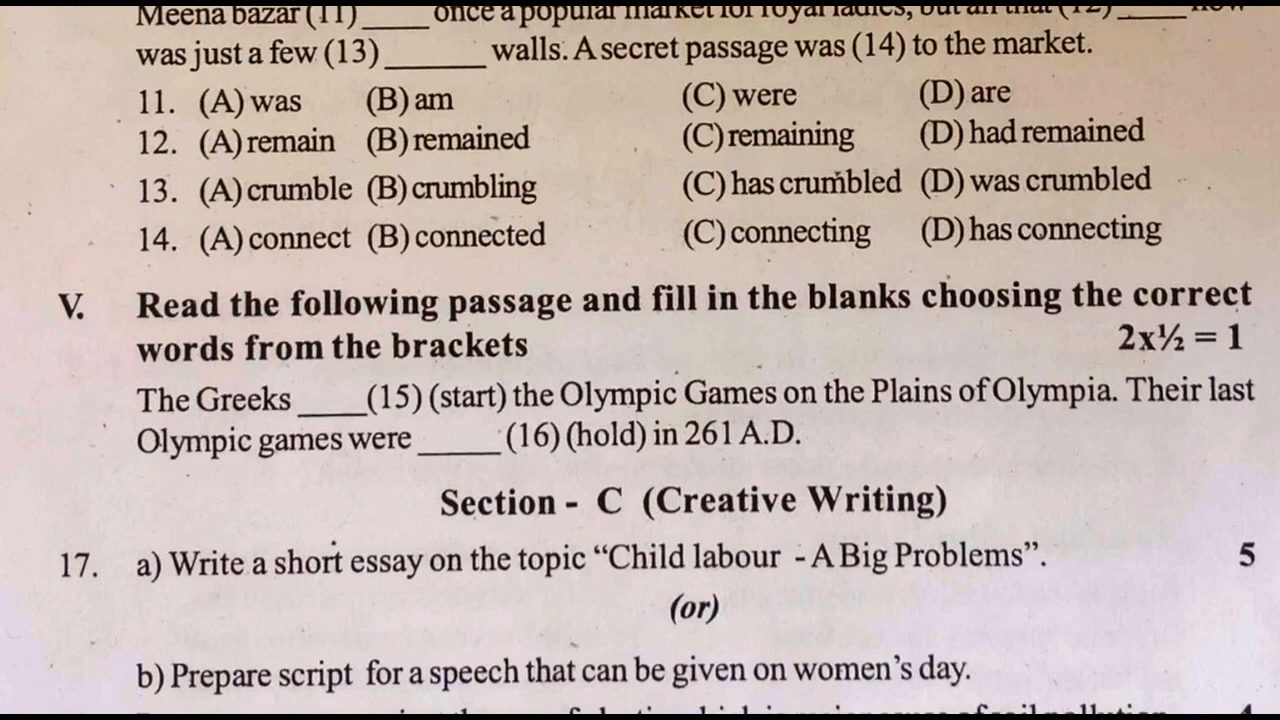 Meena bazar (11)____ once a popular market for royal ladies, but all that (12)_____ now
was just a few (13)______ walls. A secret passage was (14) to the market.
11. (A) was (B) am (C) were (D) are
12. (A) remain (B) remained (C) remaining (D) had remained
13. (A) crumble (B) crumbling (C) has crumbled (D) was crumbled
14. (A) connect (B) connected (C) connecting (D) has connecting
V. Read the following passage and fill in the blanks choosing the correct
words from the brackets 2x½ = 1
The Greeks ____(15) (start) the Olympic Games on the Plains of Olympia. Their last
Olympic games were _____ (16) (hold) in 261 A.D.
Section - C (Creative Writing)
17. a) Write a short essay on the topic “Child labour - A Big Problems”. 5
(or)
b) Prepare script for a speech that can be given on women’s day.